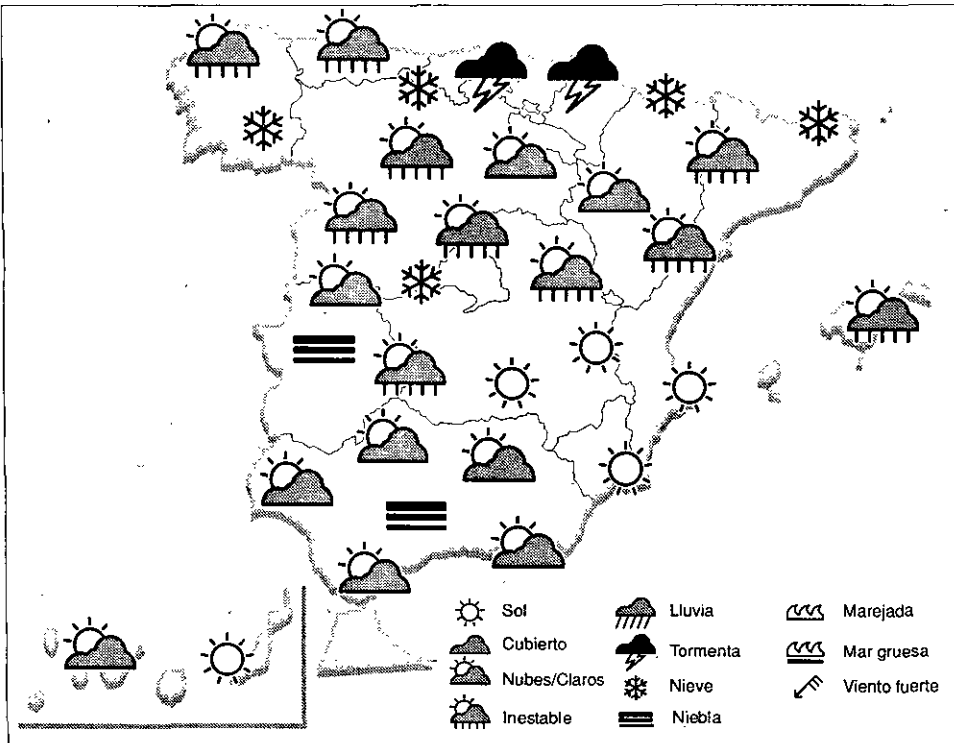 Sol
Cubierto
Nubes/Claros
Inestable
Lluvia
Tormenta
Nieve
Niebla
Marejada
Mar gruesa
Viento fuerte